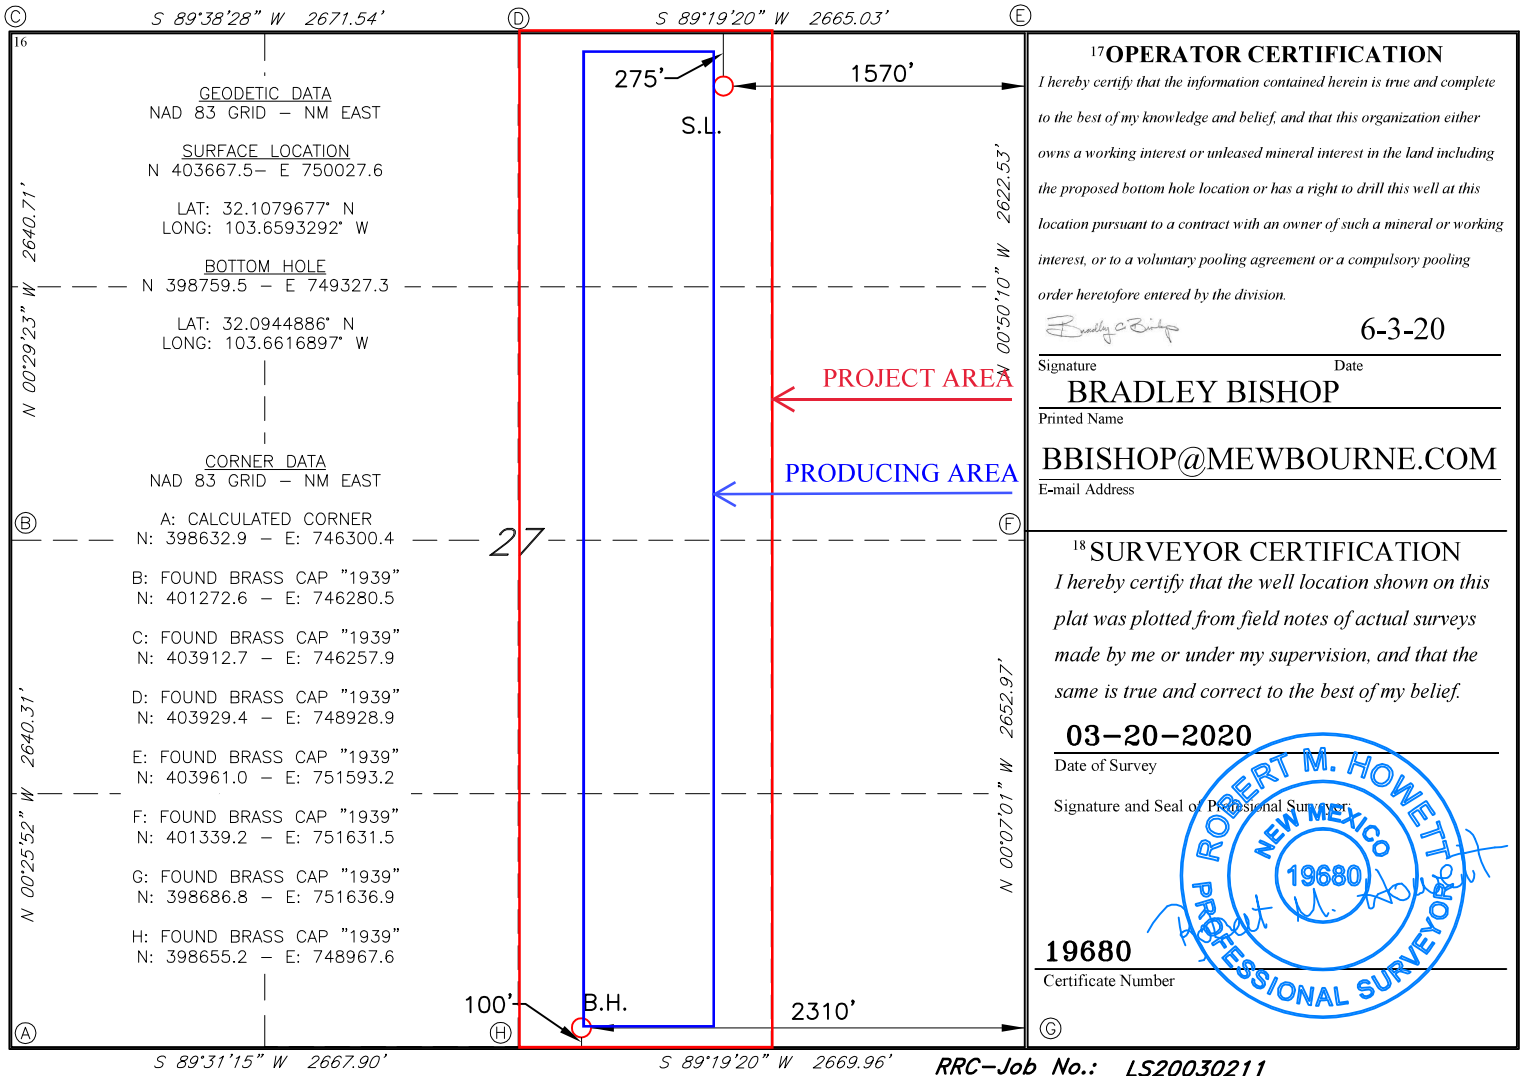 C S 89°38'28" W 2671.54' D S 89°19'20" W 2665.03' E
16
GEODETIC DATA
NAD 83 GRID – NM EAST
SURFACE LOCATION
N 403667.5– E 750027.6
LAT: 32.1079677° N
LONG: 103.6593292° W
BOTTOM HOLE
N 398759.5 – E 749327.3
LAT: 32.0944886° N
LONG: 103.6616897° W
CORNER DATA
NAD 83 GRID – NM EAST
A: CALCULATED CORNER
N: 398632.9 – E: 746300.4
B: FOUND BRASS CAP "1939"
N: 401272.6 – E: 746280.5
C: FOUND BRASS CAP "1939"
N: 403912.7 – E: 746257.9
D: FOUND BRASS CAP "1939"
N: 403929.4 – E: 748928.9
E: FOUND BRASS CAP "1939"
N: 403961.0 – E: 751593.2
F: FOUND BRASS CAP "1939"
N: 401339.2 – E: 751631.5
G: FOUND BRASS CAP "1939"
N: 398686.8 – E: 751636.9
H: FOUND BRASS CAP "1939"
N: 398655.2 – E: 748967.6
N 00°29'23" W 2640.71'
B
N 00°25'52" W 2640.31'
A
S 89°31'15" W 2667.90'
275'
1570'
S.L.
N 00°50'10" W 2622.53'
PROJECT AREA
PRODUCING AREA
27
F
N 00°07'01" W 2652.97'
100'
B.H.
2310'
H
G
S 89°19'20" W 2669.96'
RRC–Job No.: LS20030211
17 OPERATOR CERTIFICATION
I hereby certify that the information contained herein is true and complete
to the best of my knowledge and belief, and that this organization either
owns a working interest or unleased mineral interest in the land including
the proposed bottom hole location or has a right to drill this well at this
location pursuant to a contract with an owner of such a mineral or working
interest, or to a voluntary pooling agreement or a compulsory pooling
order heretofore entered by the division.
Bradley C Bishop 6-3-20
Signature Date
BRADLEY BISHOP
Printed Name
BBISHOP@MEWBOURNE.COM
E-mail Address
18 SURVEYOR CERTIFICATION
I hereby certify that the well location shown on this
plat was plotted from field notes of actual surveys
made by me or under my supervision, and that the
same is true and correct to the best of my belief.
03-20-2020
Date of Survey
Signature and Seal of Profesional Surveyor:
ROBERT M. HOWETT
NEW MEXICO
19680
PROFESSIONAL SURVEYOR
Robert M. Howett
19680
Certificate Number